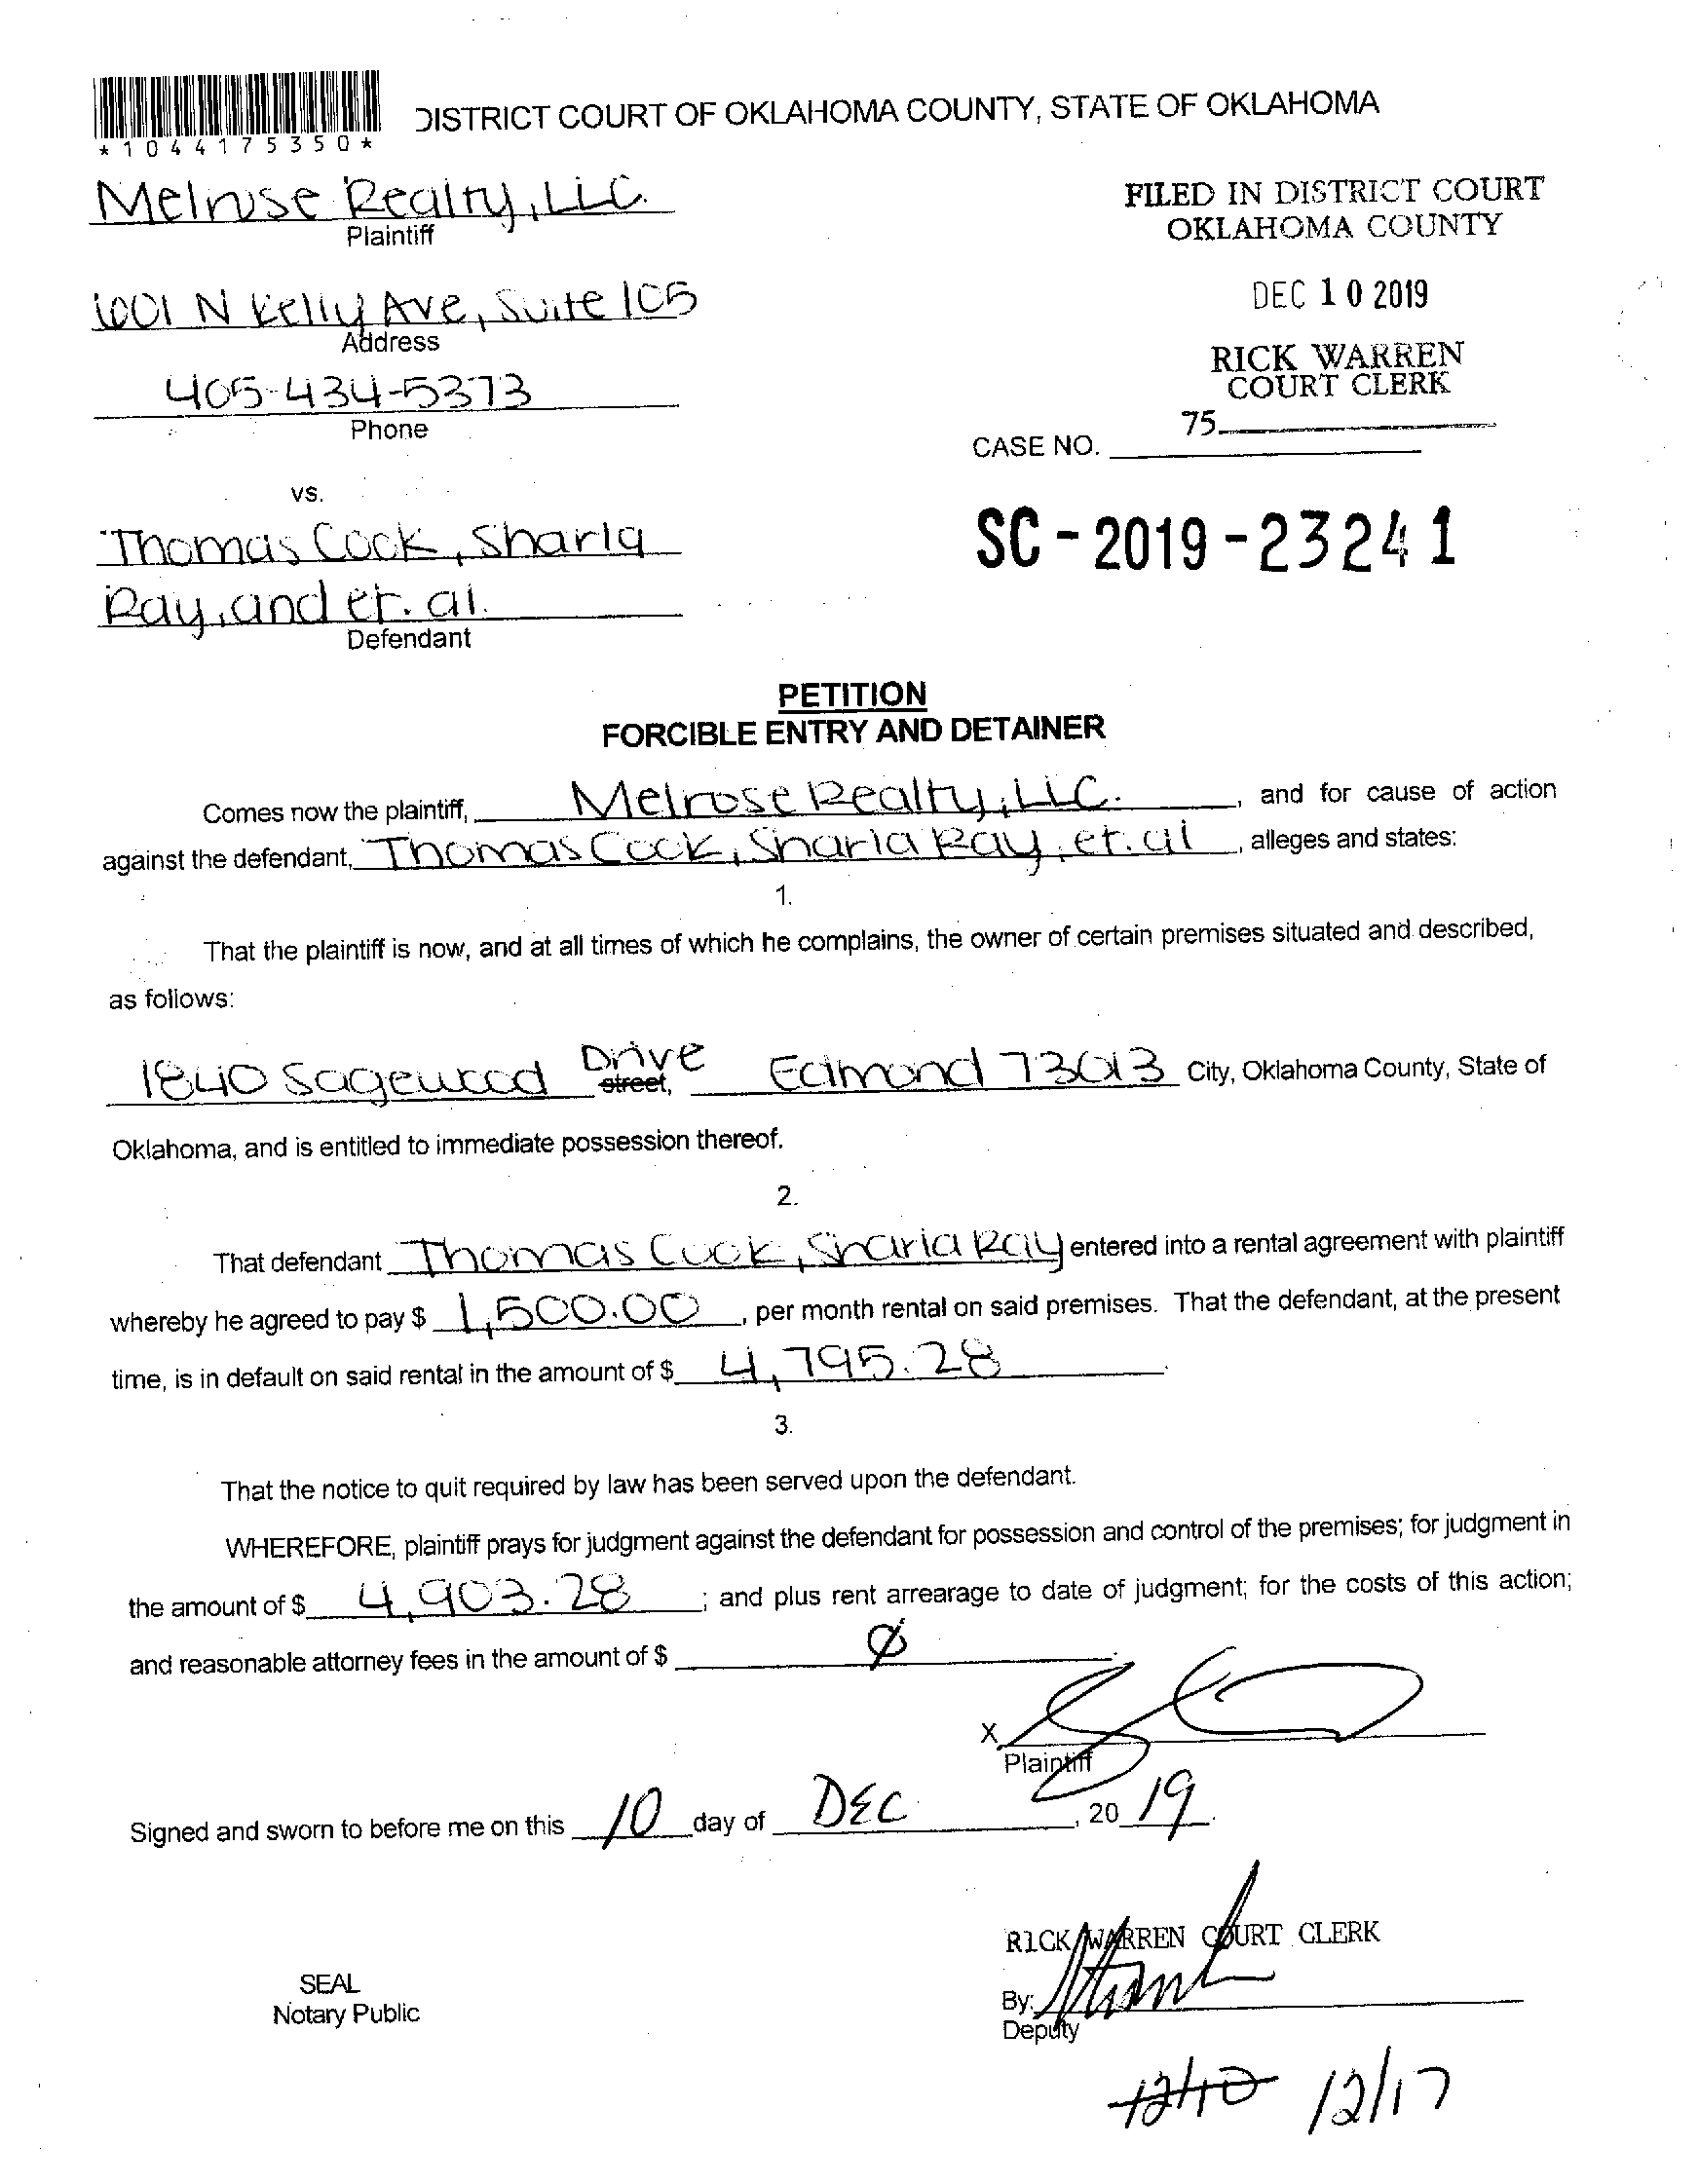 DISTRICT COURT OF OKLAHOMA COUNTY, STATE OF OKLAHOMA
*1044175350*
Melrose Realty, LLC.
Plaintiff
FILED IN DISTRICT COURT
OKLAHOMA COUNTY
DEC 10 2019
RICK WARREN
COURT CLERK
75
N Kelly Ave, Suite 105
Address
405-434-5373
Phone
CASE NO.
SC - 2019 - 23241
vs.
Thomas Cook, Sharla
Ray, and et. al.
Defendant
PETITION
FORCIBLE ENTRY AND DETAINER
Comes now the plaintiff, Melrose Realty, LLC. , and for cause of action
against the defendant, Thomas Cook, Sharla Ray, et. al , alleges and states:
1.
That the plaintiff is now, and at all times of which he complains, the owner of certain premises situated and described,
as follows:
1840 Sagewood Drive street, Edmond 73013 City, Oklahoma County, State of
Oklahoma, and is entitled to immediate possession thereof.
2.
That defendant Thomas Cook, Sharla Ray entered into a rental agreement with plaintiff
whereby he agreed to pay $ 1,500.00 , per month rental on said premises. That the defendant, at the present
time, is in default on said rental in the amount of $ 4,795.28 .
3.
That the notice to quit required by law has been served upon the defendant.
WHEREFORE, plaintiff prays for judgment against the defendant for possession and control of the premises; for judgment in
the amount of $ 4,903.28 ; and plus rent arrearage to date of judgment; for the costs of this action;
and reasonable attorney fees in the amount of $ Ø .
X
Plaintiff
Signed and sworn to before me on this 10 day of DEC , 20 19.
RICK WARREN COURT CLERK
SEAL
Notary Public
By:
Deputy
12/10 12/17